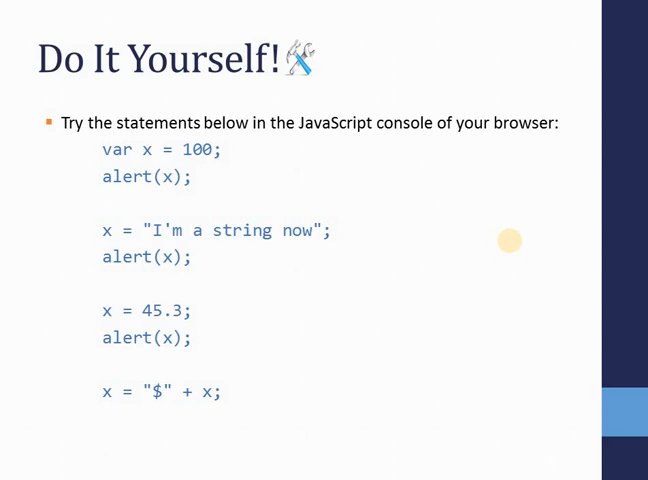 Do It Yourself!
Try the statements below in the JavaScript console of your browser:
var x = 100;
alert(x);
x = "I'm a string now";
alert(x);
x = 45.3;
alert(x);
x = "$" + x;